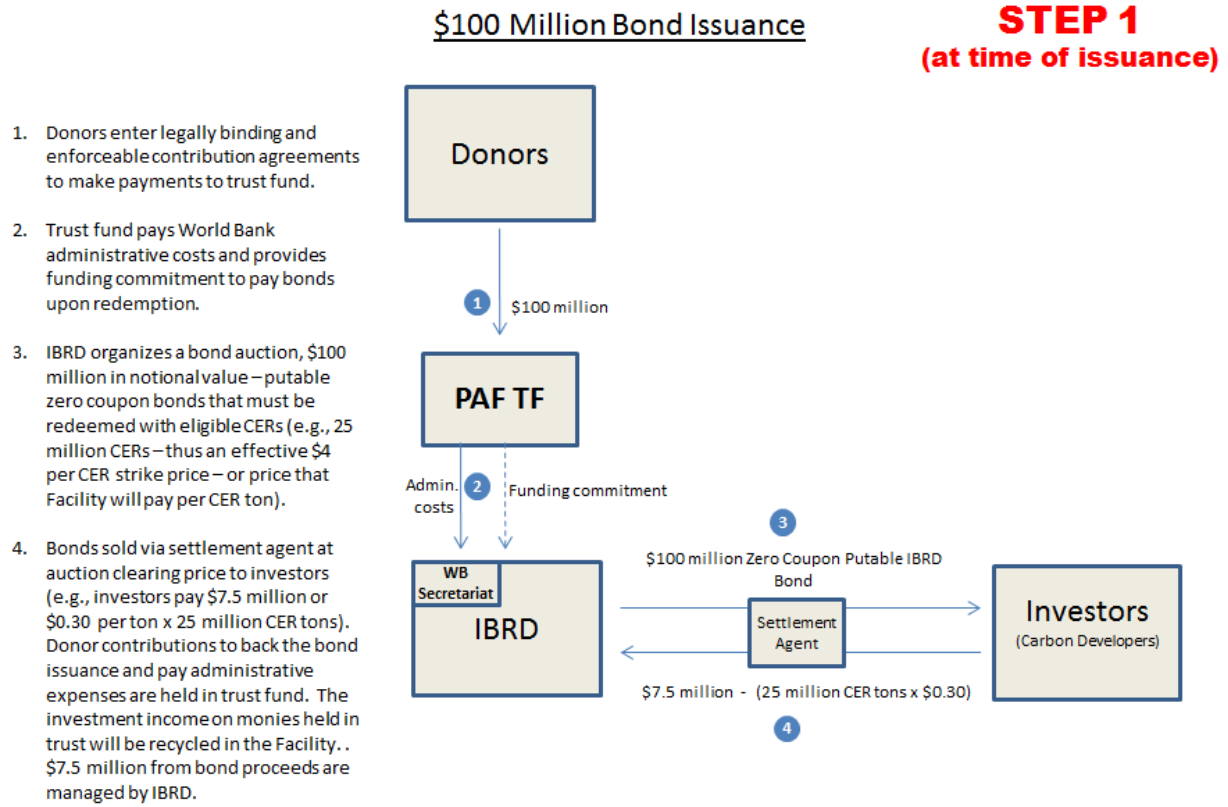 $100 Million Bond Issuance
STEP 1
(at time of issuance)
1. Donors enter legally binding and
enforceable contribution agreements
to make payments to trust fund.
2. Trust fund pays World Bank
administrative costs and provides
funding commitment to pay bonds
upon redemption.
3. IBRD organizes a bond auction, $100
million in notional value – putable
zero coupon bonds that must be
redeemed with eligible CERs (e.g., 25
million CERs – thus an effective $4
per CER strike price – or price that
Facility will pay per CER ton).
4. Bonds sold via settlement agent at
auction clearing price to investors
(e.g., investors pay $7.5 million or
$0.30 per ton x 25 million CER tons).
Donor contributions to back the bond
issuance and pay administrative
expenses are held in trust fund. The
investment income on monies held in
trust will be recycled in the Facility. .
$7.5 million from bond proceeds are
managed by IBRD.
Donors
1
$100 million
PAF TF
Admin.
costs
2
Funding commitment
WB
Secretariat
IBRD
3
$100 million Zero Coupon Putable IBRD
Bond
Settlement
Agent
Investors
(Carbon Developers)
$7.5 million - (25 million CER tons x $0.30)
4